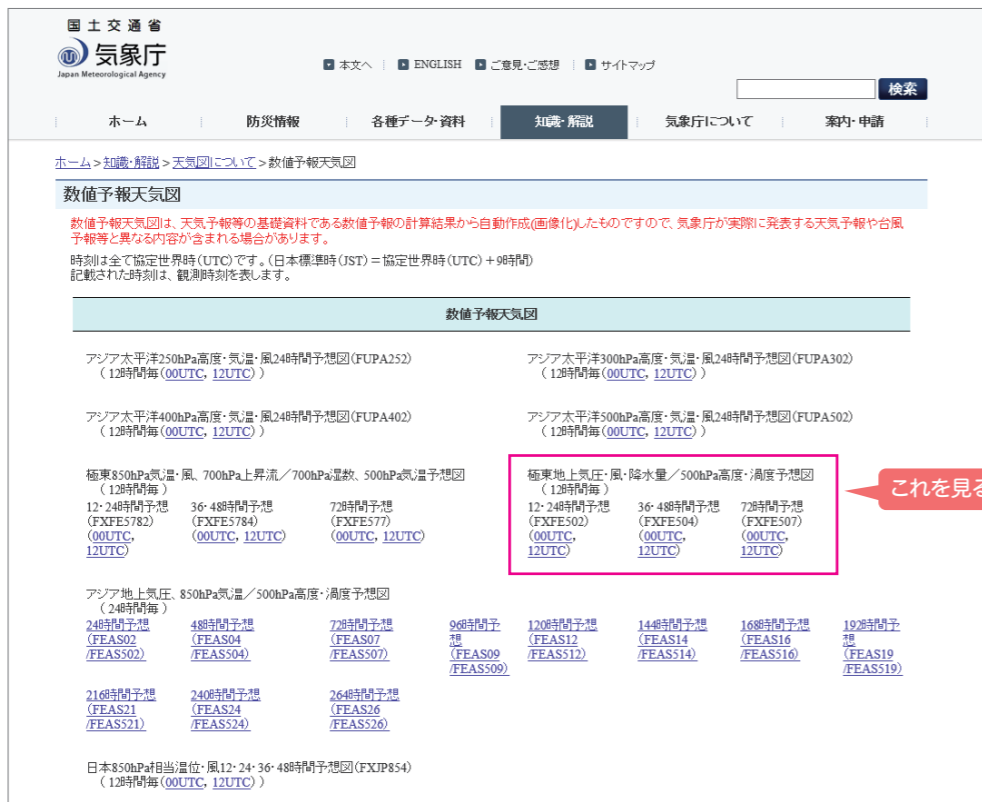 国土交通省
気象庁
Japan Meteorological Agency
本文へ ENGLISH ご意見・ご感想 サイトマップ
検索
ホーム 防災情報 各種データ・資料 知識・解説 気象庁について 案内・申請
ホーム>知識・解説>天気図について>数値予報天気図
数値予報天気図
数値予報天気図は、天気予報等の基礎資料である数値予報の計算結果から自動作成(画像化)したものですので、気象庁が実際に発表する天気予報や台風
予報等と異なる内容が含まれる場合があります。
時刻は全て協定世界時(UTC)です。(日本標準時(JST)=協定世界時(UTC)+9時間)
記載された時刻は、観測時刻を表します。
数値予報天気図
アジア太平洋250hPa高度・気温・風24時間予想図(FUPA252)
(12時間毎(00UTC, 12UTC))
アジア太平洋300hPa高度・気温・風24時間予想図(FUPA302)
(12時間毎(00UTC, 12UTC))
アジア太平洋400hPa高度・気温・風24時間予想図(FUPA402)
(12時間毎(00UTC, 12UTC))
アジア太平洋500hPa高度・気温・風24時間予想図(FUPA502)
(12時間毎(00UTC, 12UTC))
極東850hPa気温・風、700hPa上昇流/700hPa湿数、500hPa気温予想図
(12時間毎)
12・24時間予想
(FXFE5782)
(00UTC,
12UTC)
36・48時間予想
(FXFE5784)
(00UTC, 12UTC)
72時間予想
(FXFE577)
(00UTC, 12UTC)
極東地上気圧・風・降水量/500hPa高度・渦度予想図
(12時間毎)
12・24時間予想
(FXFE502)
(00UTC,
12UTC)
36・48時間予想
(FXFE504)
(00UTC,
12UTC)
72時間予想
(FXFE507)
(00UTC,
12UTC)
これを見る
アジア地上気圧、850hPa気温/500hPa高度・渦度予想図
(24時間毎)
24時間予想
(FEAS02
/FEAS502)
48時間予想
(FEAS04
/FEAS504)
72時間予想
(FEAS07
/FEAS507)
96時間予
想
(FEAS09
/FEAS509)
120時間予想
(FEAS12
/FEAS512)
144時間予想
(FEAS14
/FEAS514)
168時間予想
(FEAS16
/FEAS516)
192時間予
想
(FEAS19
/FEAS519)
216時間予想
(FEAS21
/FEAS521)
240時間予想
(FEAS24
/FEAS524)
264時間予想
(FEAS26
/FEAS526)
日本850hPa相当温位・風12・24・36・48時間予想図(FXJP854)
(12時間毎(00UTC, 12UTC))